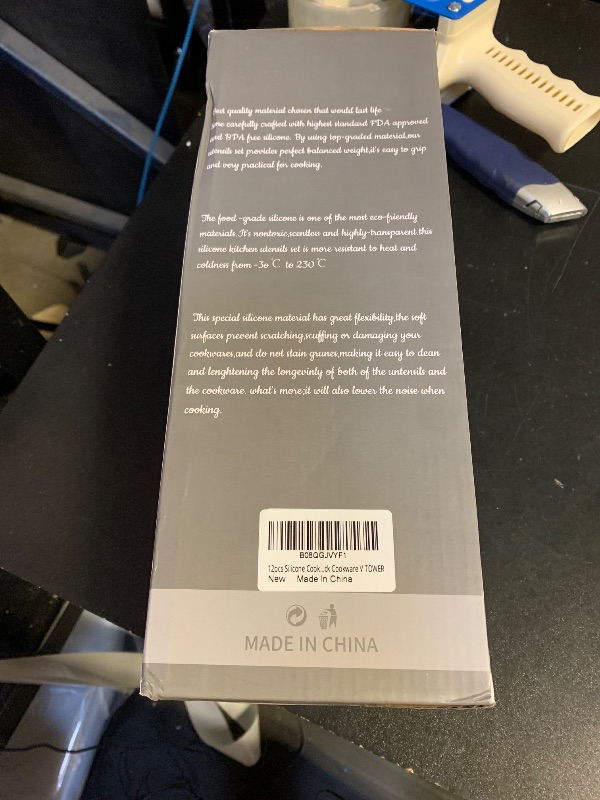 quality material chosen that would last life
carefully crafted with highest standard FDA approved
BPA free silicone. By using top-graded material,our
utensils set provides perfect balanced weight,it's easy to grip
and very practical for cooking.
The food -grade silicone is one of the most eco-friendly
materials.It's nontoxic,scentless and highly-transparent,this
silicone kitchen utensils set is more resistant to heat and
coldness from -30℃ to 230℃
This special silicone material has great flexibility,the soft
surfaces prevent scratching,scuffing or damaging your
cookwares,and do not stain grunes,making it easy to clean
and lenghtening the longevinly of both of the untensils and
the cookware. what's more;it will also lower the noise when
cooking.
B08QGJVYF1
12pcs Silicone Cook...ck Cookware V TOWER
New Made In China
MADE IN CHINA